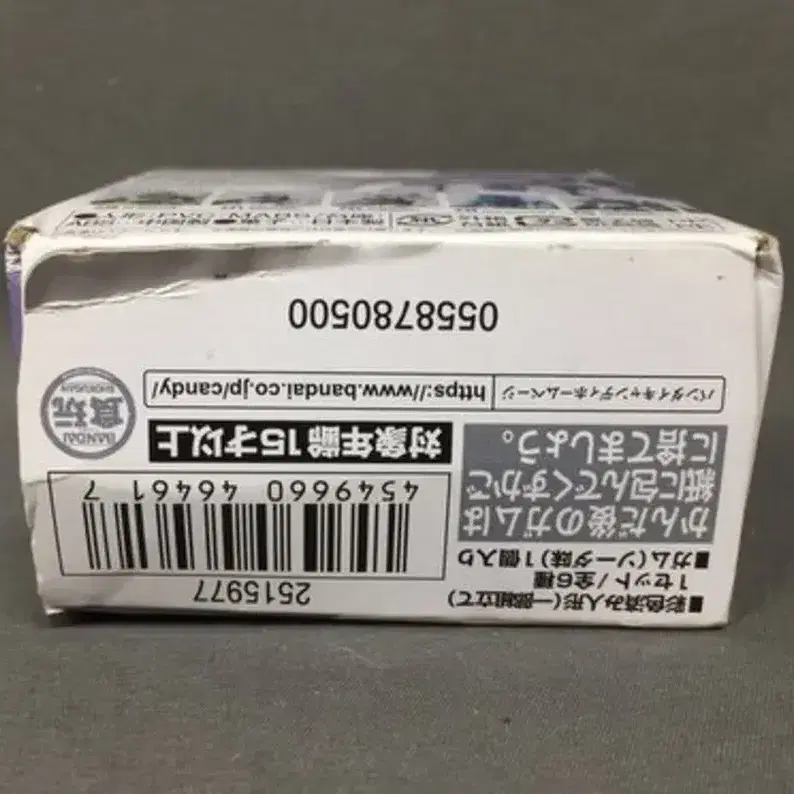 ■彩色済み人形(一部組立て)
1セット/全6種
■ガム(ソーダ味)1個入り
かんだ後のガムは
紙に包んでくずかご
に捨てましょう。
2515977
4549660 464617
対象年齢15才以上
バンダイキャンディホームページ https://www.bandai.co.jp/candy/
BANDAI
食玩
SHOKUGAN
0558780500